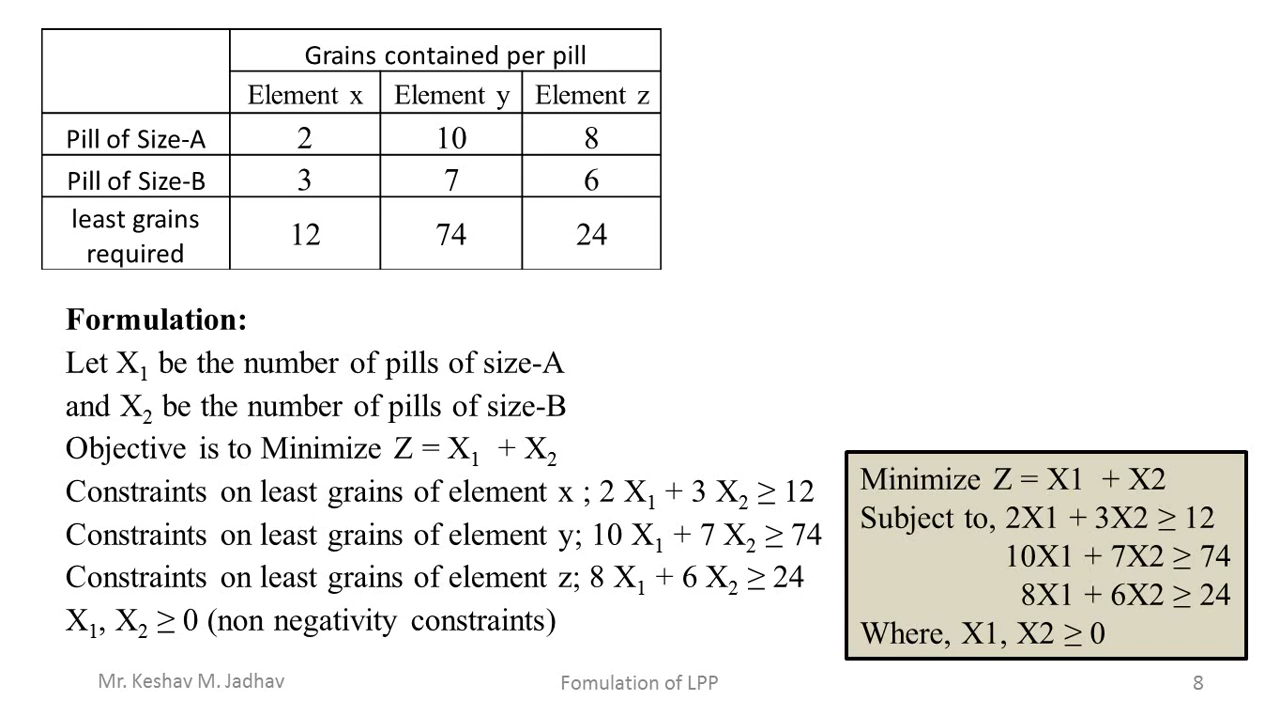 Grains contained per pill
Element x Element y Element z
Pill of Size-A 2 10 8
Pill of Size-B 3 7 6
least grains
required 12 74 24
Formulation:
Let X₁ be the number of pills of size-A
and X₂ be the number of pills of size-B
Objective is to Minimize Z = X₁ + X₂
Constraints on least grains of element x ; 2 X₁ + 3 X₂ ≥ 12
Constraints on least grains of element y; 10 X₁ + 7 X₂ ≥ 74
Constraints on least grains of element z; 8 X₁ + 6 X₂ ≥ 24
X₁, X₂ ≥ 0 (non negativity constraints)
Minimize Z = X1 + X2
Subject to, 2X1 + 3X2 ≥ 12
10X1 + 7X2 ≥ 74
8X1 + 6X2 ≥ 24
Where, X1, X2 ≥ 0
Mr. Keshav M. Jadhav Fomulation of LPP 8